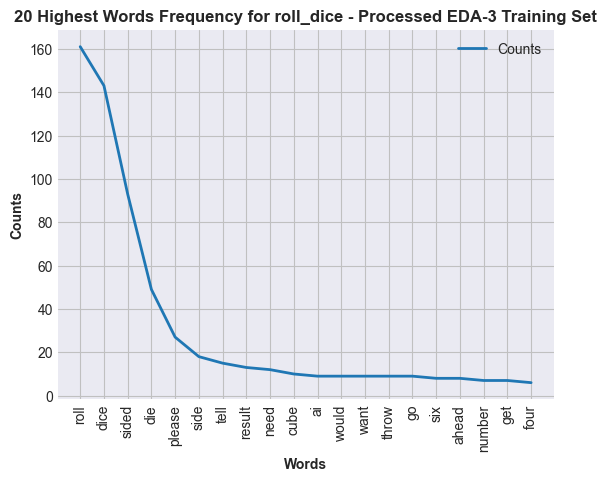 20 Highest Words Frequency for roll_dice - Processed EDA-3 Training Set
Counts
160
140
120
100
80
60
40
20
0
Counts
roll
dice
sided
die
please
side
tell
result
need
cube
ai
would
want
throw
go
six
ahead
number
get
four
Words